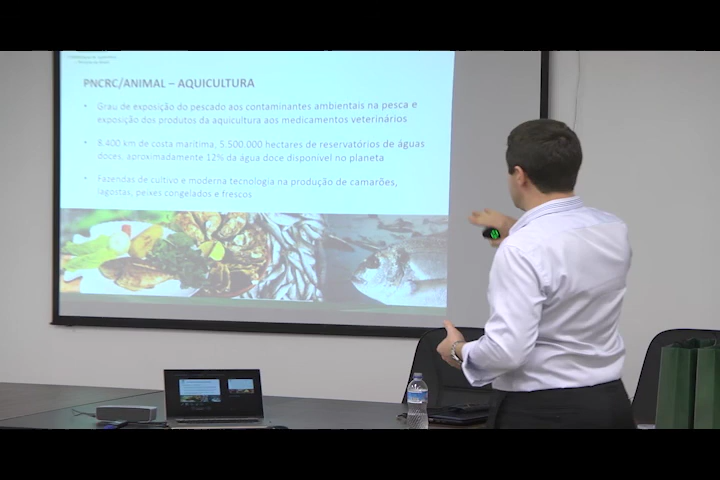 PNCRC/ANIMAL – AQUICULTURA
• Grau de exposição do pescado aos contaminantes ambientais na pesca e
exposição dos produtos da aquicultura aos medicamentos veterinários
• 8.400 km de costa marítima, 5.500.000 hectares de reservatórios de águas
doces, aproximadamente 12% da água doce disponível no planeta
• Fazendas de cultivo e moderna tecnologia na produção de camarões,
lagostas, peixes congelados e frescos